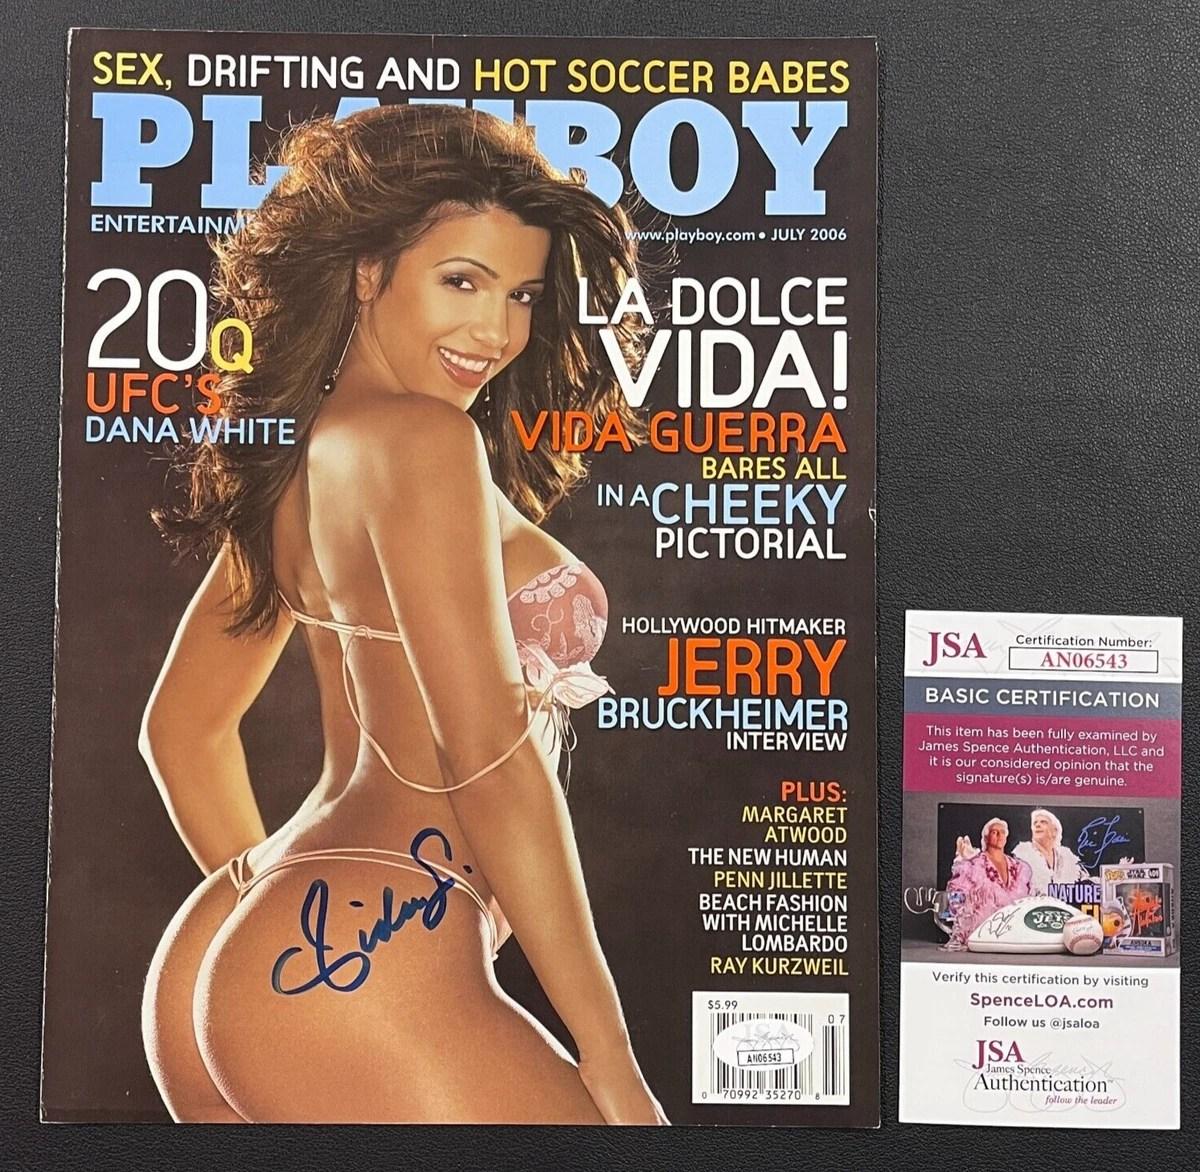 SEX, DRIFTING AND HOT SOCCER BABES
PLAYBOY
ENTERTAINM
www.playboy.com • JULY 2006
20Q
UFC'S
DANA WHITE
LA DOLCE
VIDA!
VIDA GUERRA
BARES ALL
IN A CHEEKY
PICTORIAL
HOLLYWOOD HITMAKER
JERRY
BRUCKHEIMER
INTERVIEW
PLUS:
MARGARET
ATWOOD
THE NEW HUMAN
PENN JILLETTE
BEACH FASHION
WITH MICHELLE
LOMBARDO
RAY KURZWEIL
$5.99
07
JSA
AN06543
0 70992 35270 8
JSA
Certification Number:
AN06543
BASIC CERTIFICATION
This item has been fully examined by
James Spence Authentication, LLC and
it is our considered opinion that the
signature(s) is/are genuine.
NATURE
JETS
Verify this certification by visiting
SpenceLOA.com
Follow us @jsaloa
JSA
James Spence
Authentication™
follow the leader